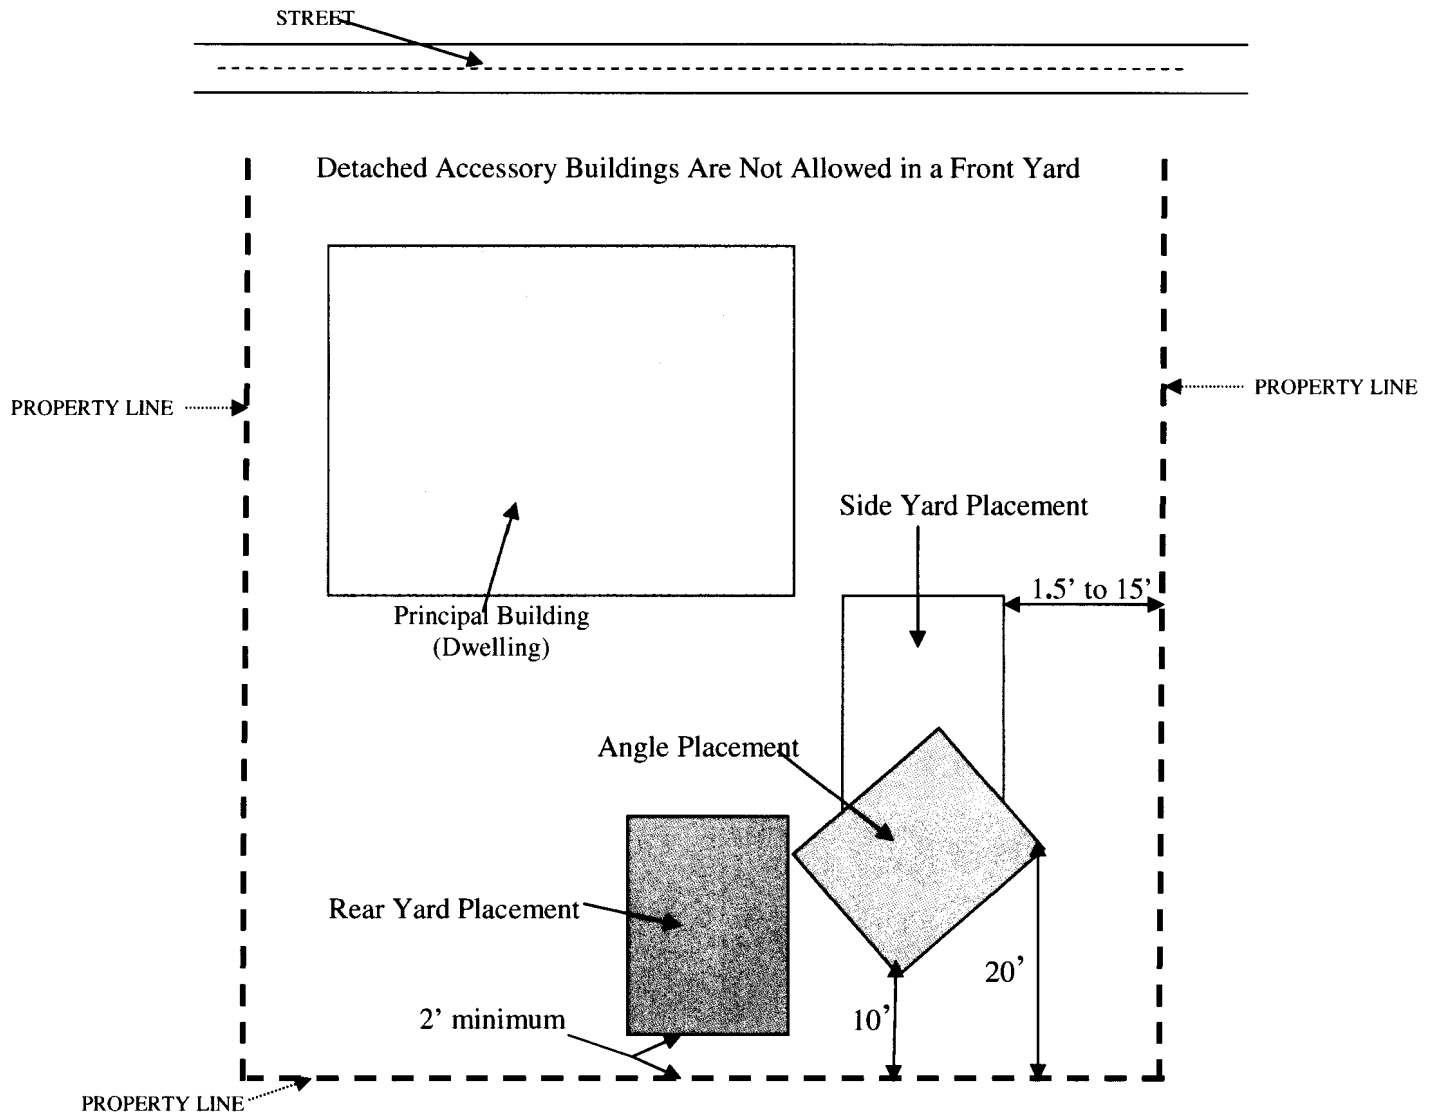 STREET
Detached Accessory Buildings Are Not Allowed in a Front Yard
PROPERTY LINE
PROPERTY LINE
Side Yard Placement
1.5' to 15'
Principal Building
(Dwelling)
Angle Placement
Rear Yard Placement
20'
2' minimum
10'
PROPERTY LINE